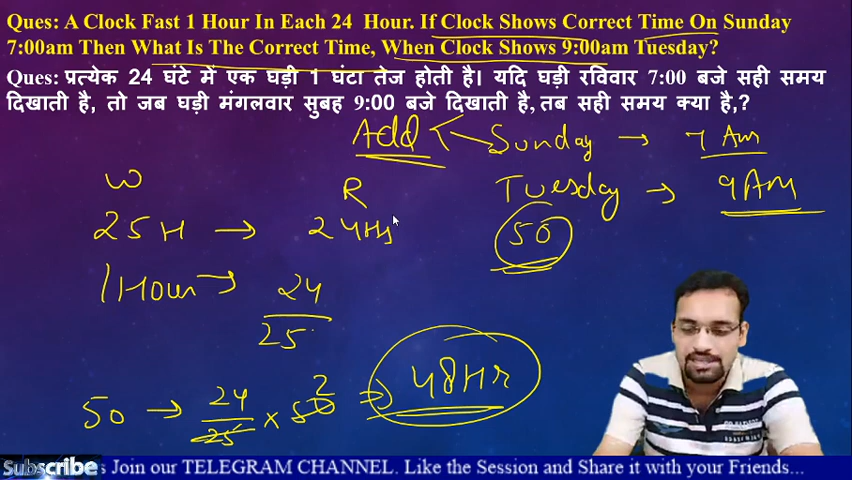 Ques: A Clock Fast 1 Hour In Each 24 Hour. If Clock Shows Correct Time On Sunday
7:00am Then What Is The Correct Time, When Clock Shows 9:00am Tuesday?
Ques: प्रत्येक 24 घंटे में एक घड़ी 1 घंटा तेज होती है। यदि घड़ी रविवार 7:00 बजे सही समय
दिखाती है, तो जब घड़ी मंगलवार सुबह 9:00 बजे दिखाती है, तब सही समय क्या है,?
Add Sunday → 7 Am
W R Tuesday → 9 AM
25 H → 24Hrs 50
1 Hour → 24/25
50 → 24/25 × 50 2 ⇒ 48Hr
Subscribe s Join our TELEGRAM CHANNEL. Like the Session and Share it with your Friends...